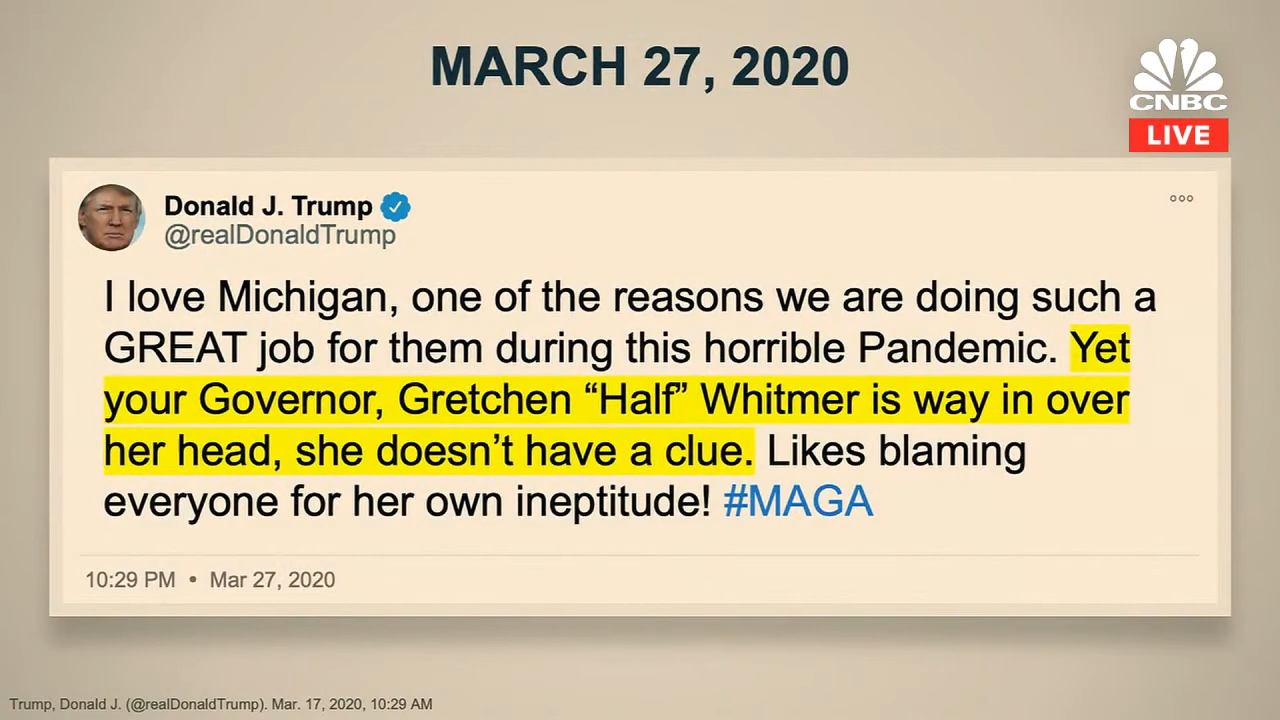 MARCH 27, 2020
CNBC
LIVE
Donald J. Trump
@realDonaldTrump
I love Michigan, one of the reasons we are doing such a
GREAT job for them during this horrible Pandemic. Yet
your Governor, Gretchen “Half” Whitmer is way in over
her head, she doesn’t have a clue. Likes blaming
everyone for her own ineptitude! #MAGA
10:29 PM • Mar 27, 2020
Trump, Donald J. (@realDonaldTrump). Mar. 17, 2020, 10:29 AM